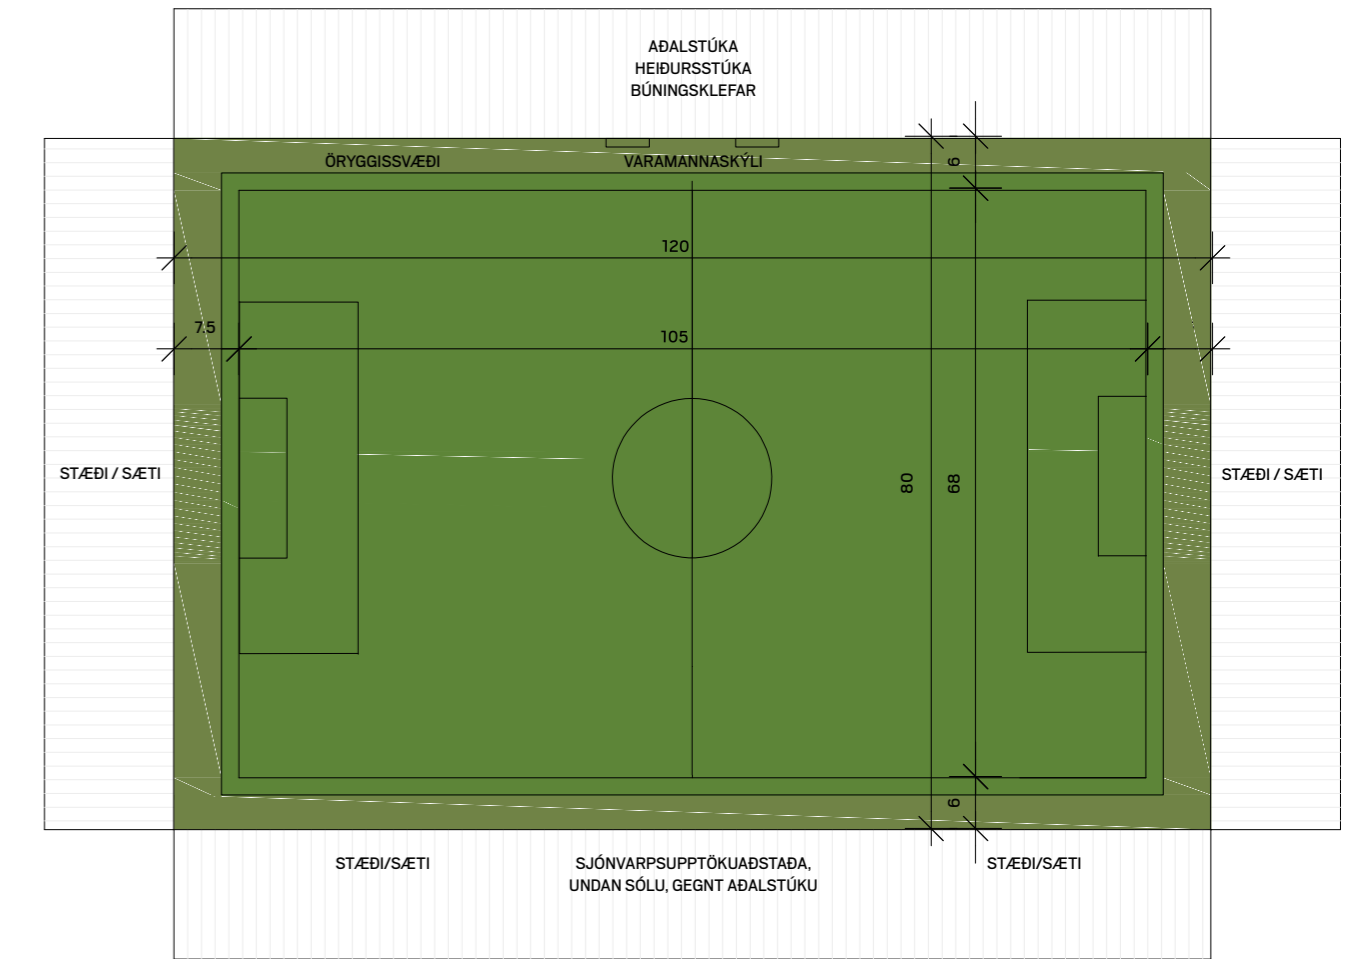 AÐALSTÚKA
HEIÐURSSTÚKA
BÚNINGSKLEFAR
ÖRYGGISSVÆÐI
VARAMANNASKÝLI
6
120
7.5
105
STÆÐI / SÆTI
80
68
STÆÐI / SÆTI
6
STÆÐI/SÆTI
SJÓNVARPSUPPTÖKUAÐSTAÐA,
UNDAN SÓLU, GEGNT AÐALSTÚKU
STÆÐI/SÆTI